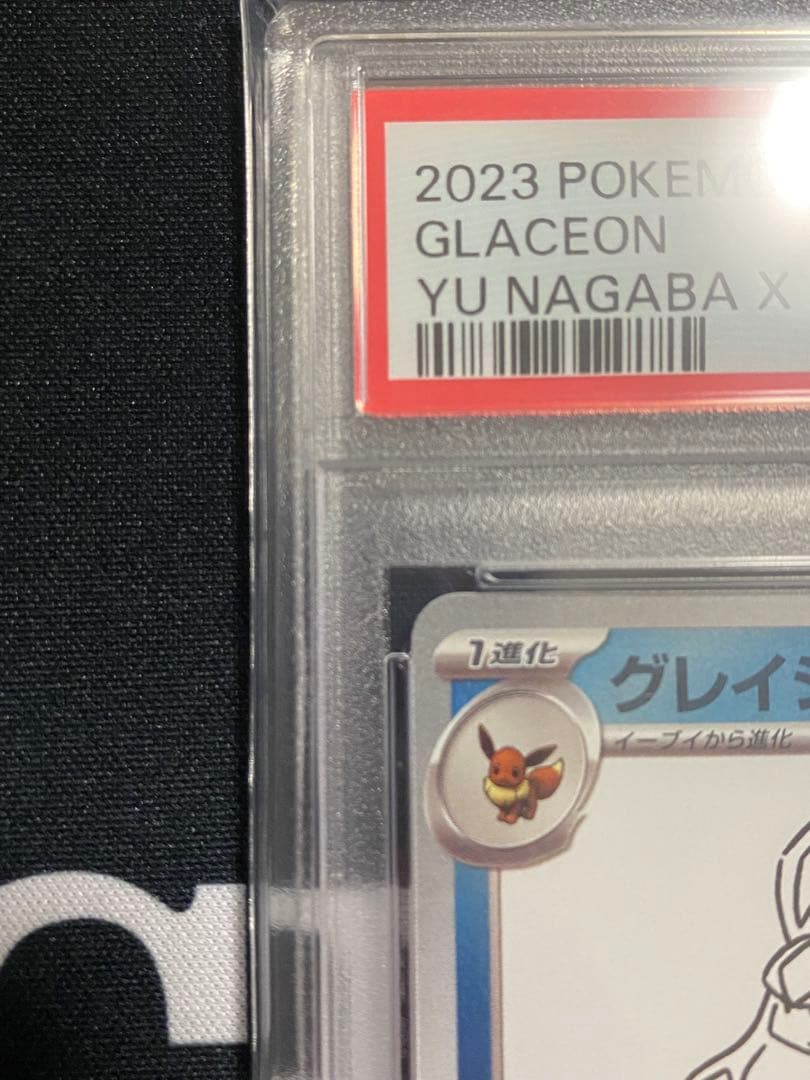 2023 POKEMO
GLACEON
YU NAGABA X
1進化
グレイシ
イーブイから進化